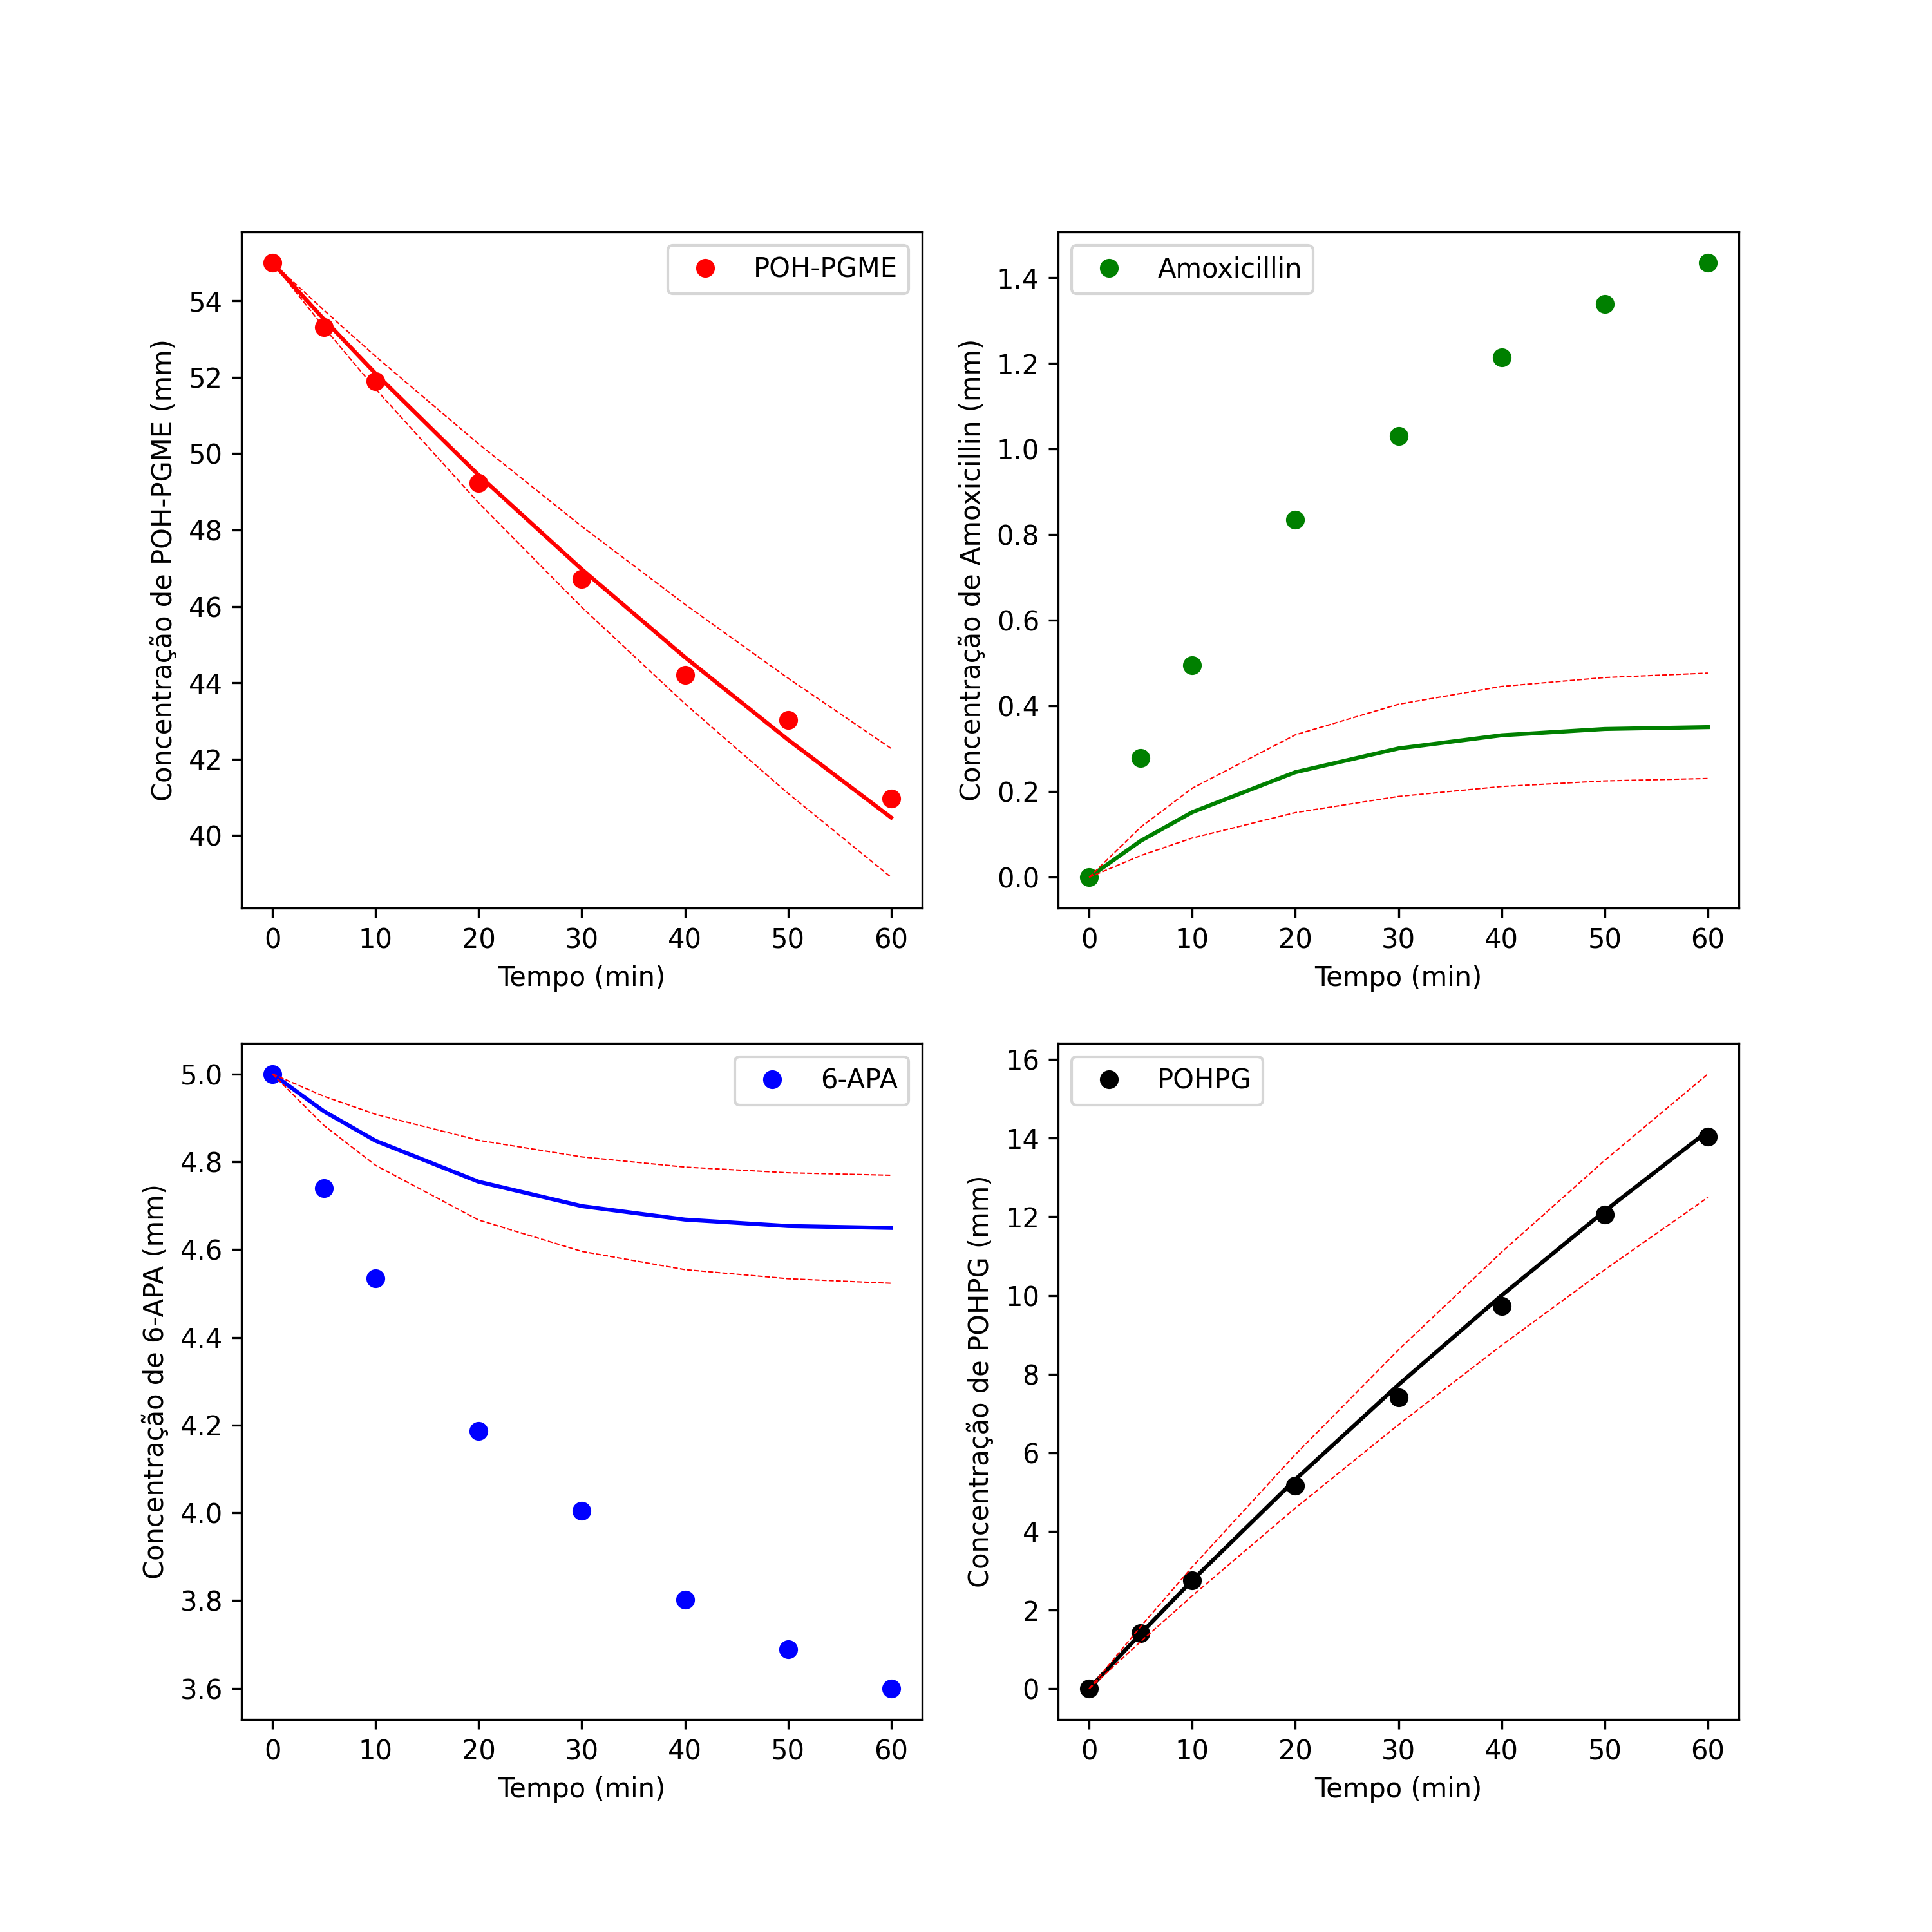 POH-PGME
Concentração de POH-PGME (mm)
54
52
50
48
46
44
42
40
0 10 20 30 40 50 60
Tempo (min)
Amoxicillin
Concentração de Amoxicillin (mm)
1.4
1.2
1.0
0.8
0.6
0.4
0.2
0.0
0 10 20 30 40 50 60
Tempo (min)
6-APA
Concentração de 6-APA (mm)
5.0
4.8
4.6
4.4
4.2
4.0
3.8
3.6
0 10 20 30 40 50 60
Tempo (min)
POHPG
Concentração de POHPG (mm)
16
14
12
10
8
6
4
2
0
0 10 20 30 40 50 60
Tempo (min)